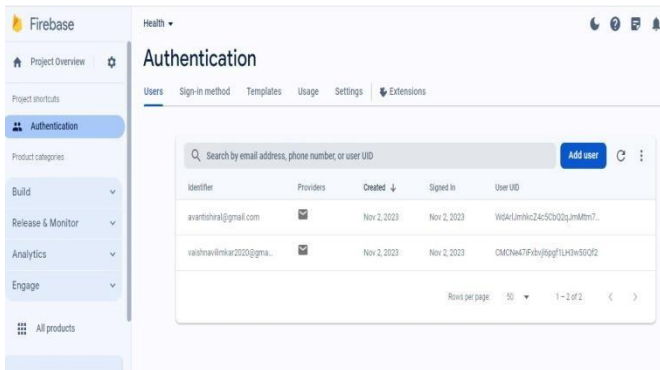 Firebase
Health
Project Overview
Authentication
Users Sign-in method Templates Usage Settings Extensions
Project shortcuts
Authentication
Product categories
Build
Release & Monitor
Analytics
Engage
All products
Search by email address, phone number, or user UID
Add user
Identifier Providers Created Signed In User UID
avantishiral@gmail.com Nov 2, 2023 Nov 2, 2023
vaishnavilimkar2020@gma... Nov 2, 2023 Nov 2, 2023
Rows per page: 50 1 – 2 of 2